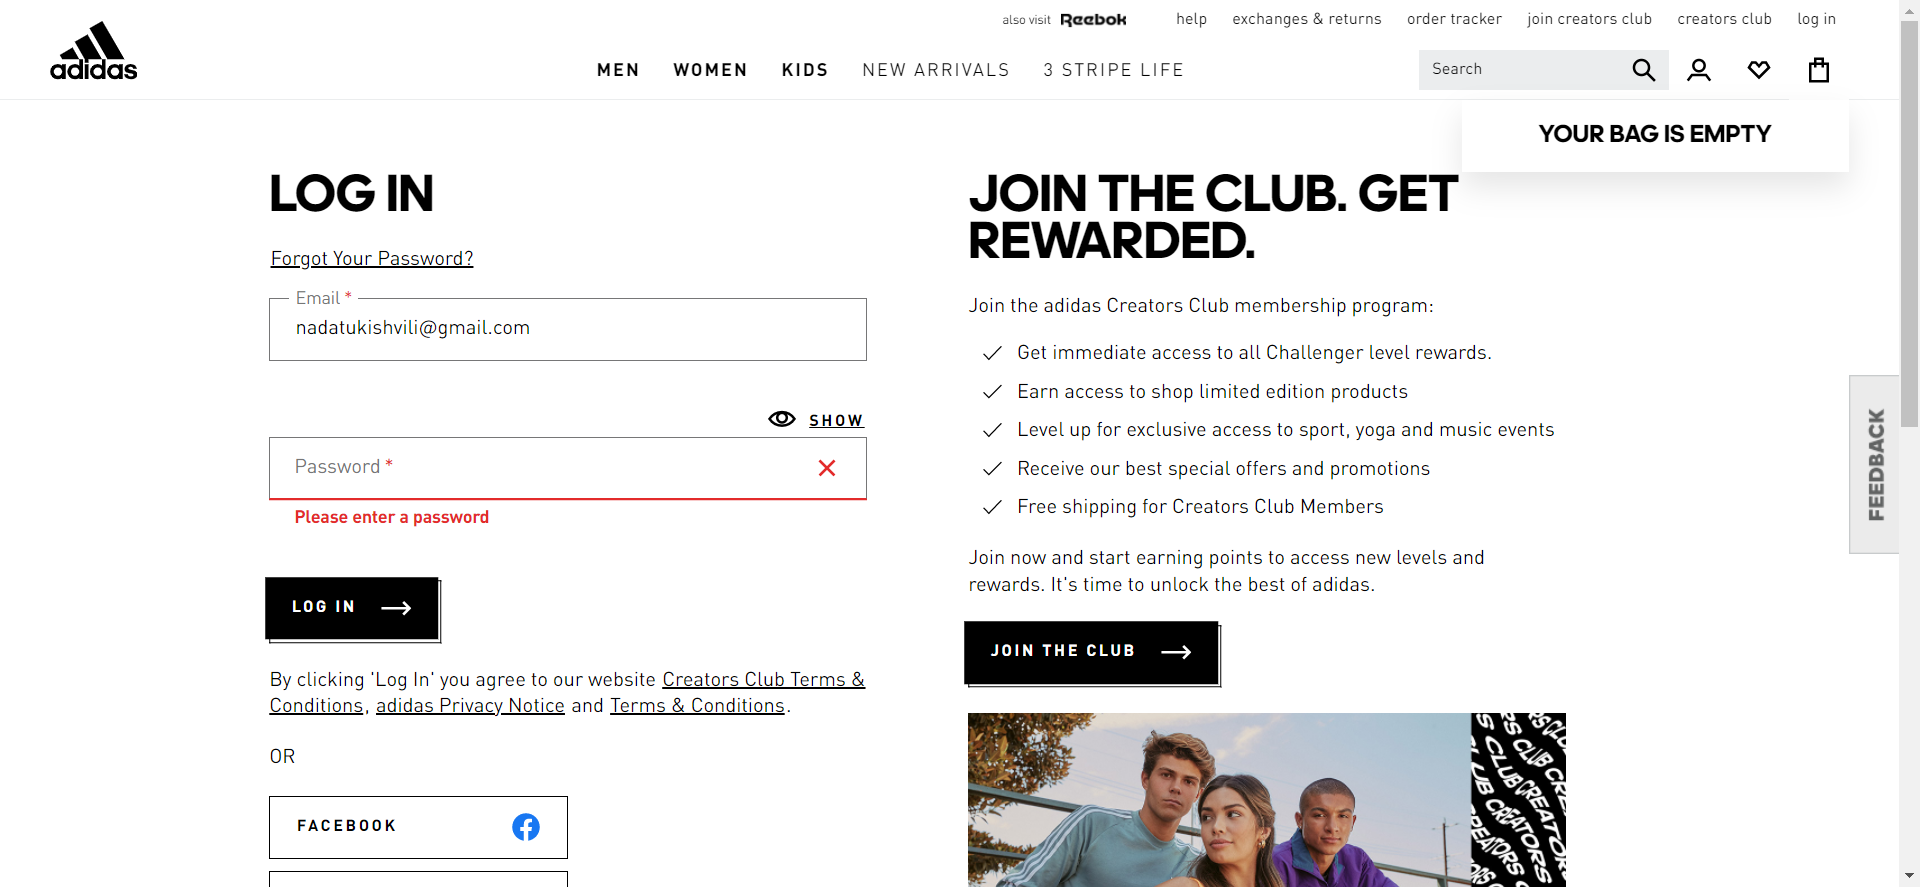 also visit Reebok help exchanges & returns order tracker join creators club creators club log in
adidas
MEN WOMEN KIDS NEW ARRIVALS 3 STRIPE LIFE
Search
YOUR BAG IS EMPTY
LOG IN
Forgot Your Password?
Email *
nadatukishvili@gmail.com
SHOW
Password *
Please enter a password
LOG IN
By clicking 'Log In' you agree to our website Creators Club Terms &
Conditions, adidas Privacy Notice and Terms & Conditions.
OR
FACEBOOK
JOIN THE CLUB. GET
REWARDED.
Join the adidas Creators Club membership program:
Get immediate access to all Challenger level rewards.
Earn access to shop limited edition products
Level up for exclusive access to sport, yoga and music events
Receive our best special offers and promotions
Free shipping for Creators Club Members
Join now and start earning points to access new levels and
rewards. It's time to unlock the best of adidas.
JOIN THE CLUB
FEEDBACK